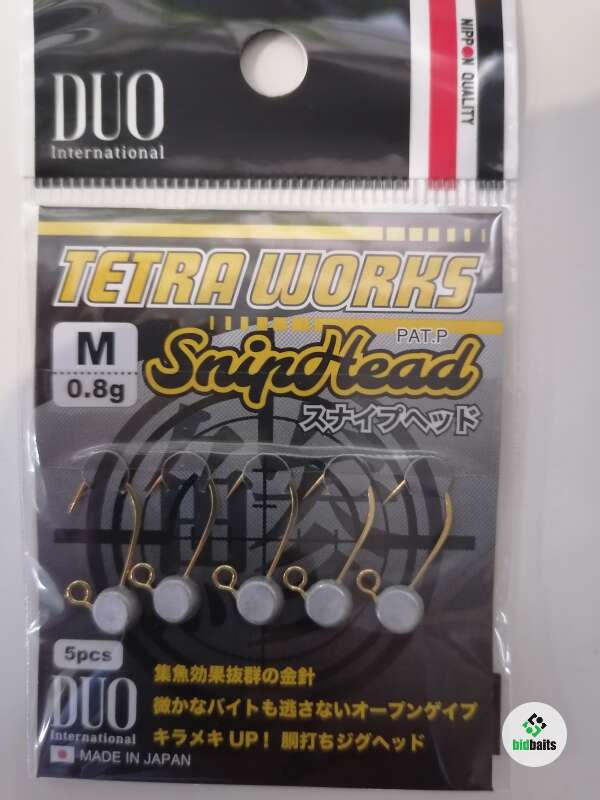 DUO
International
NIPPON QUALITY
TETRA WORKS
M
0.8g
PAT.P
SnipHead
スナイプヘッド
5pcs
集魚効果抜群の金針
DUO
微かなバイトも逃さないオープンゲイプ
International
キラメキUP！胴打ちジグヘッド
MADE IN JAPAN
bidbaits